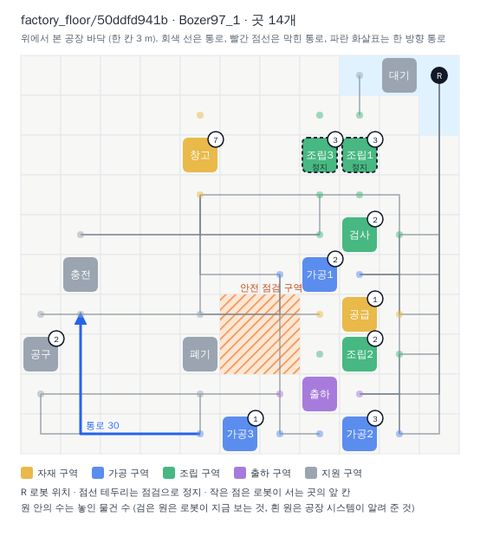 factory_floor/50ddfd941b · Bozer97_1 · 곳 14개
위에서 본 공장 바닥 (한 칸 3 m). 회색 선은 통로, 빨간 점선은 막힌 통로, 파란 화살표는 한 방향 통로
대기
R
창고 7
조립3 3
정지
조립1 3
정지
검사 2
충전
가공1 2
안전 점검 구역
공급 1
공구 2
폐기
조립2 2
출하
통로 30
가공3 1
가공2 3
자재 구역
가공 구역
조립 구역
출하 구역
지원 구역
R 로봇 위치 · 점선 테두리는 점검으로 정지 · 작은 점은 로봇이 서는 곳의 앞 칸
원 안의 수는 놓인 물건 수 (검은 원은 로봇이 지금 보는 것, 흰 원은 공장 시스템이 알려 준 것)